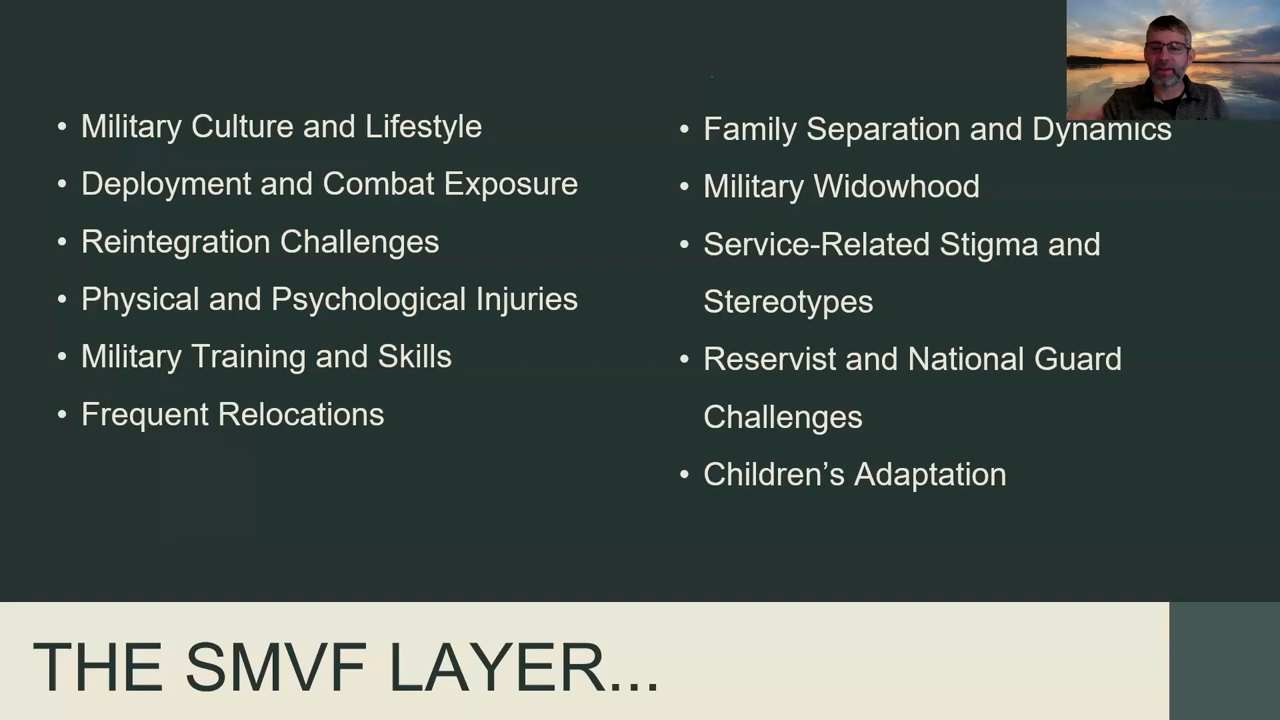 • Military Culture and Lifestyle
• Deployment and Combat Exposure
• Reintegration Challenges
• Physical and Psychological Injuries
• Military Training and Skills
• Frequent Relocations
• Family Separation and Dynamics
• Military Widowhood
• Service-Related Stigma and
Stereotypes
• Reservist and National Guard
Challenges
• Children’s Adaptation
THE SMVF LAYER...